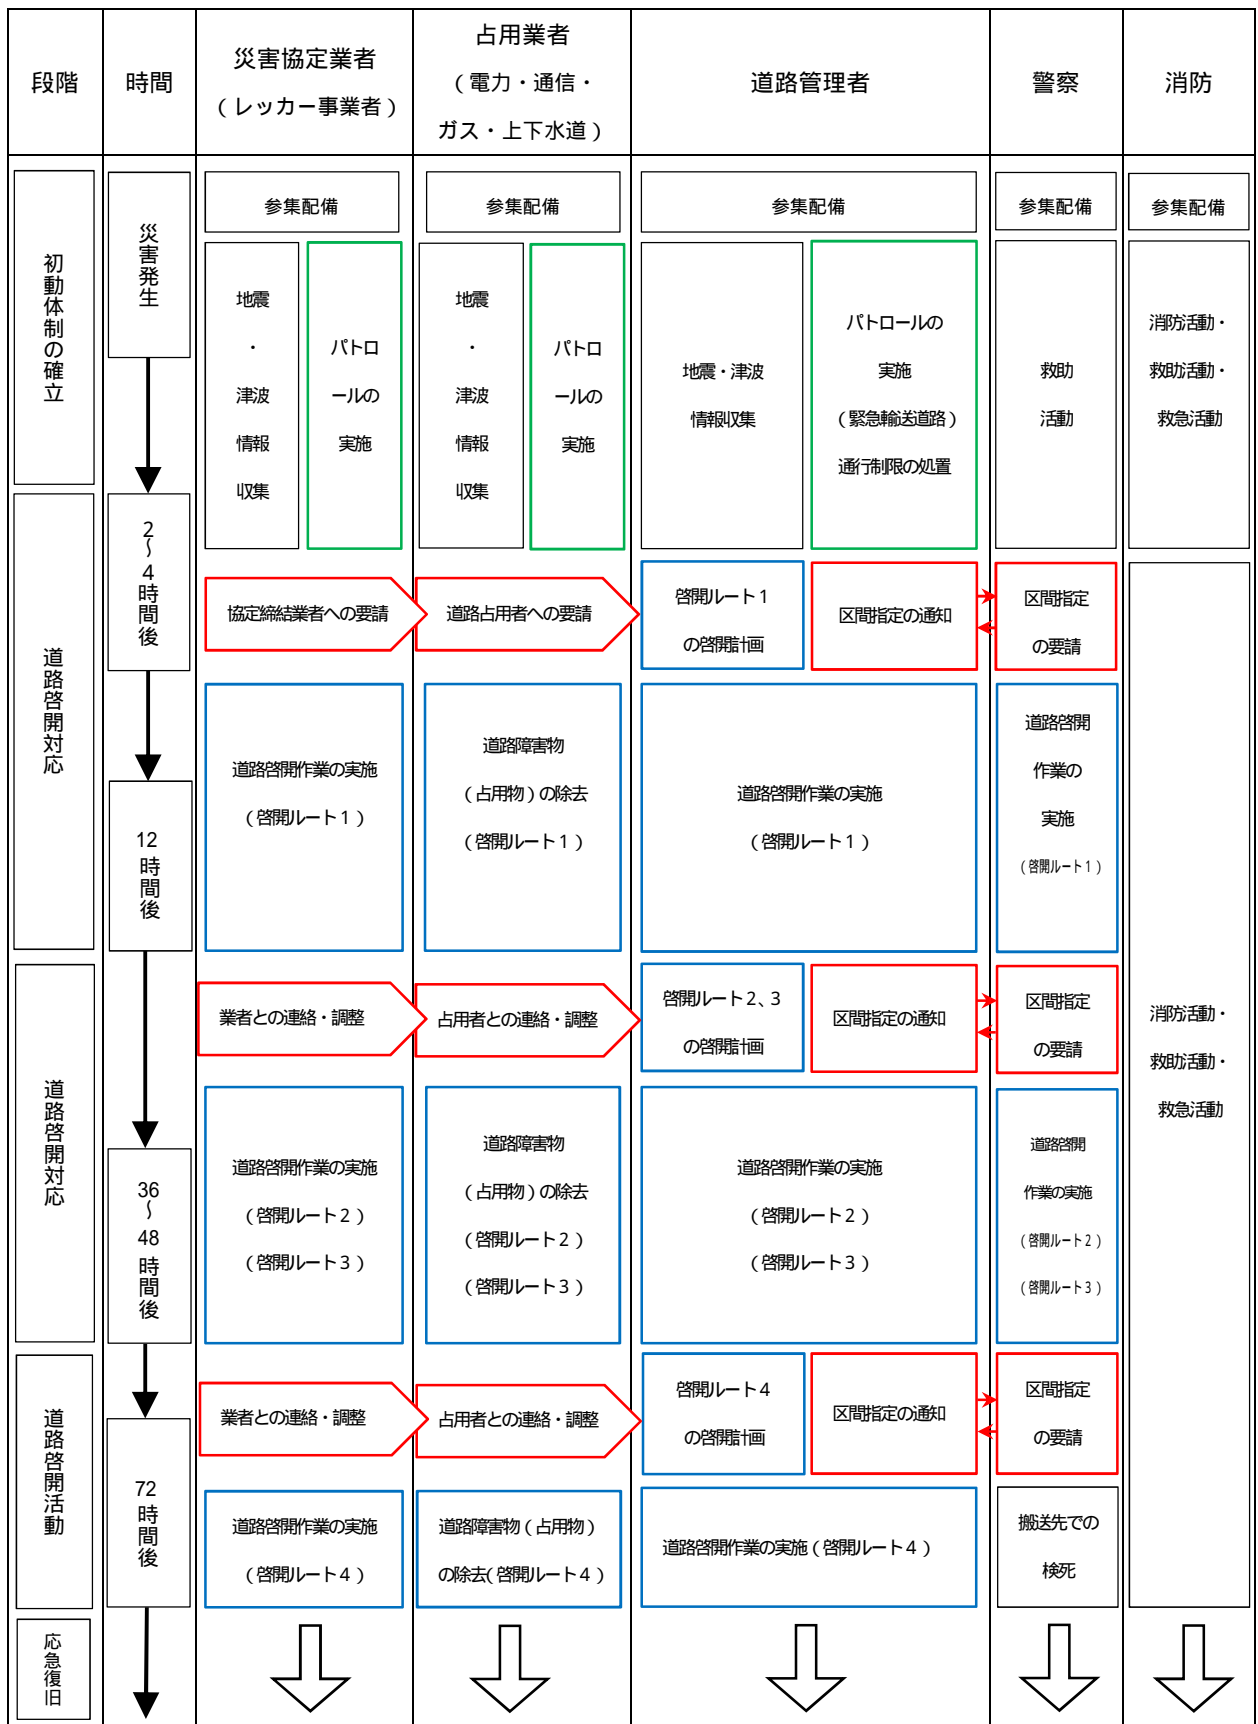 段階
時間
災害協定業者
（レッカー事業者）
占用業者
（電力・通信・
ガス・上下水道）
道路管理者
警察
消防
初動体制の確立
災害発生
参集配備
参集配備
参集配備
参集配備
参集配備
地震
・
津波
情報
収集
パトロ
ールの
実施
地震
・
津波
情報
収集
パトロ
ールの
実施
地震・津波
情報収集
パトロールの
実施
（緊急輸送道路）
通行制限の処置
救助
活動
消防活動・
救助活動・
救急活動
道路啓開対応
2～4時間後
協定締結業者への要請
道路占用者への要請
啓開ルート1
の啓開計画
区間指定の通知
区間指定
の要請
12時間後
道路啓開作業の実施
（啓開ルート1）
道路障害物
（占用物）の除去
（啓開ルート1）
道路啓開作業の実施
（啓開ルート1）
道路啓開
作業の
実施
（啓開ルート1）
道路啓開対応
業者との連絡・調整
占用者との連絡・調整
啓開ルート2、3
の啓開計画
区間指定の通知
区間指定
の要請
消防活動・
救助活動・
救急活動
36～48時間後
道路啓開作業の実施
（啓開ルート2）
（啓開ルート3）
道路障害物
（占用物）の除去
（啓開ルート2）
（啓開ルート3）
道路啓開作業の実施
（啓開ルート2）
（啓開ルート3）
道路啓開
作業の実施
（啓開ルート2）
（啓開ルート3）
道路啓開活動
業者との連絡・調整
占用者との連絡・調整
啓開ルート4
の啓開計画
区間指定の通知
区間指定
の要請
72時間後
道路啓開作業の実施
（啓開ルート4）
道路障害物（占用物）
の除去（啓開ルート4）
道路啓開作業の実施（啓開ルート4）
搬送先での
検死
応急復旧